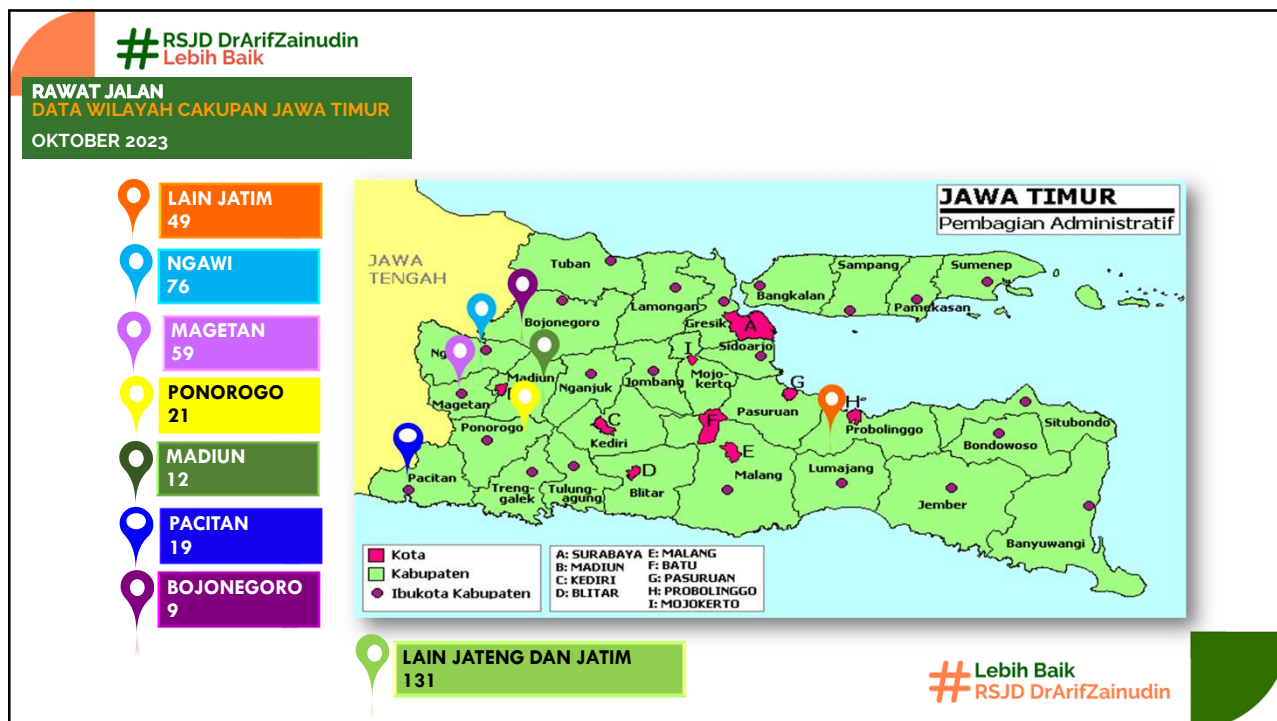 #RSJD DrArifZainudin
Lebih Baik
RAWAT JALAN
DATA WILAYAH CAKUPAN JAWA TIMUR
OKTOBER 2023
LAIN JATIM
49
NGAWI
76
MAGETAN
59
PONOROGO
21
MADIUN
12
PACITAN
19
BOJONEGORO
9
JAWA TIMUR
Pembagian Administratif
JAWA
TENGAH
Tuban
Lamongan
Bojonegoro
Gresik
A
Bangkalan
Sampang
Pamekasan
Sumenep
Sidoarjo
I
Mojo-
kerto
Jombang
Nganjuk
Madiun
Magetan
Ponorogo
C
Kediri
F
E
Malang
Pasuruan
G
H
Probolinggo
Situbondo
Bondowoso
Lumajang
Jember
Banyuwangi
Pacitan
Treng-
galek
Tulung-
agung
D
Blitar
Kota
Kabupaten
Ibukota Kabupaten
A: SURABAYA
B: MADIUN
C: KEDIRI
D: BLITAR
E: MALANG
F: BATU
G: PASURUAN
H: PROBOLINGGO
I: MOJOKERTO
LAIN JATENG DAN JATIM
131
#Lebih Baik
RSJD DrArifZainudin